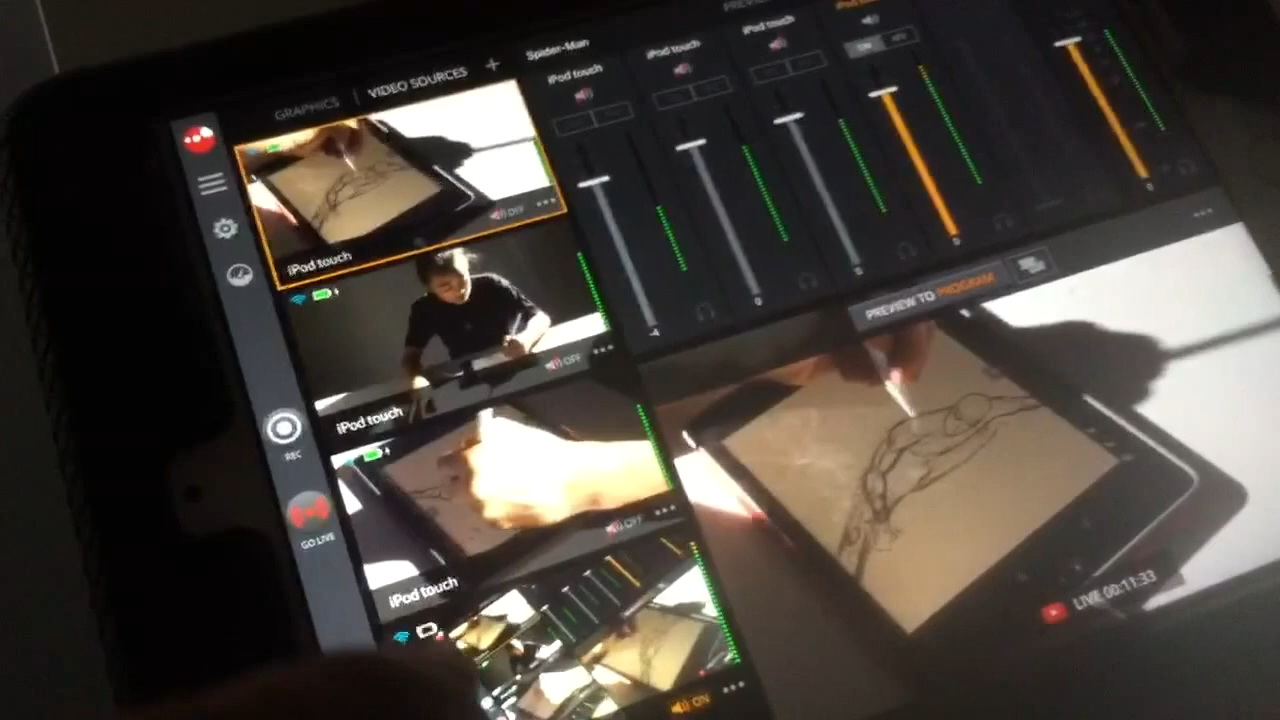 GRAPHICS | VIDEO SOURCES +
Spider-Man
iPod touch
iPod touch
iPod touch
OFF
iPod touch
OFF
iPod touch
OFF
iPod touch
ON
REC
GO LIVE
PREVIEW TO PROGRAM
LIVE 00:11:33